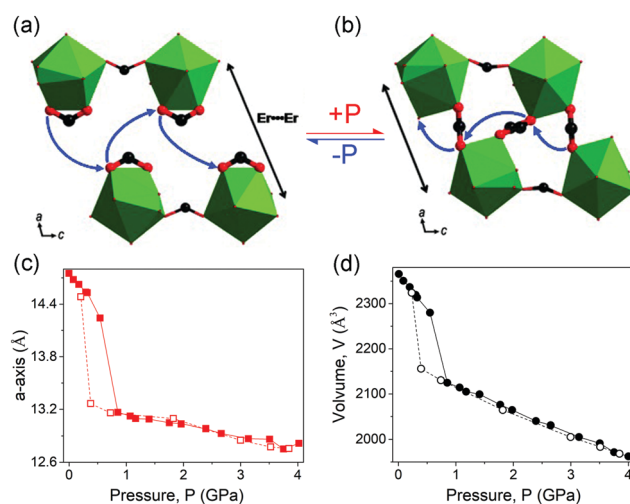 (a)
(b)
Er••Er
+P
-P
a
c
a
c
(c)
(d)
14.4
13.8
13.2
12.6
a-axis (Å)
0 1 2 3 4
Pressure, P (GPa)
2300
2200
2100
2000
Volvume, V (Å³)
0 1 2 3 4
Pressure, P (GPa)